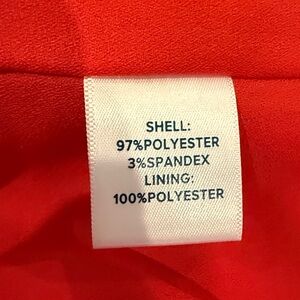 SHELL:
97%POLYESTER
3%SPANDEX
LINING:
100%POLYESTER